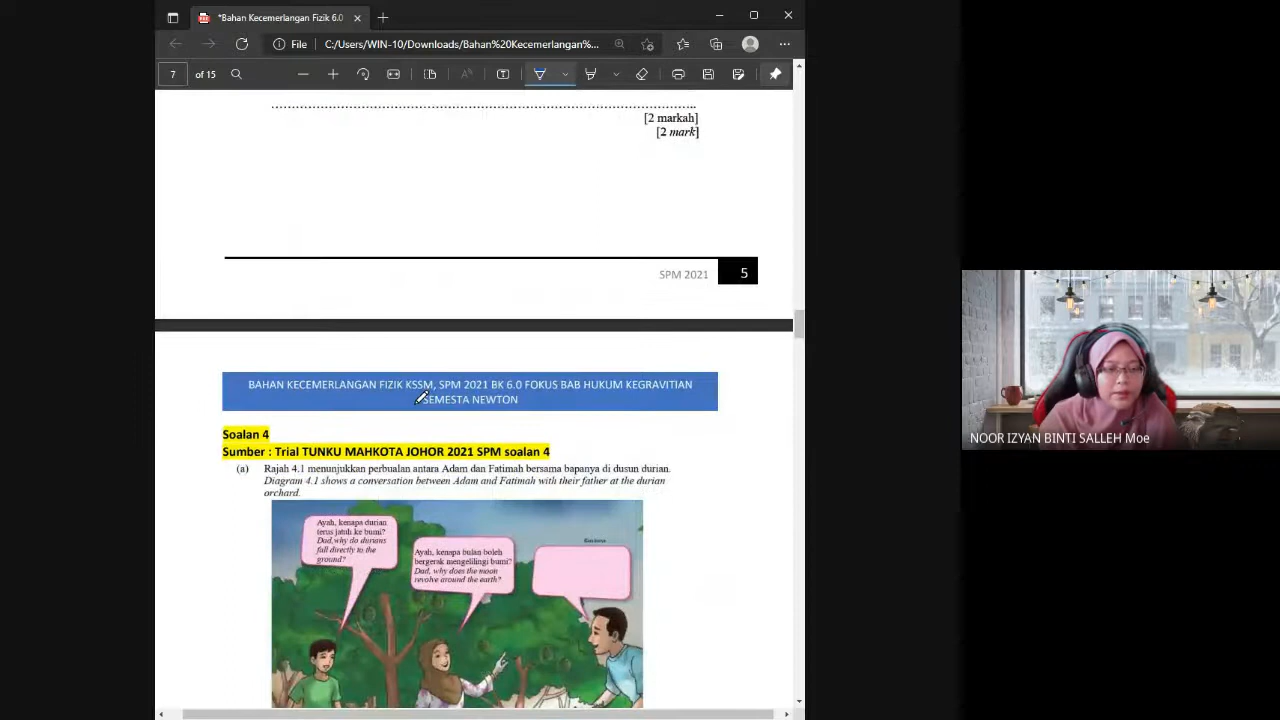 *Bahan Kecemerlangan Fizik 6.0
File
C:/Users/WIN-10/Downloads/Bahan%20Kecemerlangan%...
7 of 15
[2 markah]
[2 mark]
SPM 2021 5
BAHAN KECEMERLANGAN FIZIK KSSM, SPM 2021 BK 6.0 FOKUS BAB HUKUM KEGRAVITIAN
SEMESTA NEWTON
Soalan 4
Sumber : Trial TUNKU MAHKOTA JOHOR 2021 SPM soalan 4
(a) Rajah 4.1 menunjukkan perbualan antara Adam dan Fatimah bersama bapanya di dusun durian.
Diagram 4.1 shows a conversation between Adam and Fatimah with their father at the durian
orchard.
Ayah, kenapa durian
terus jatuh ke bumi?
Dad,why do durians
fall directly to the
ground?
Ayah, kenapa bulan boleh
bergerak mengelilingi bumi?
Dad, why does the moon
revolve around the earth?
NOOR IZYAN BINTI SALLEH Moe